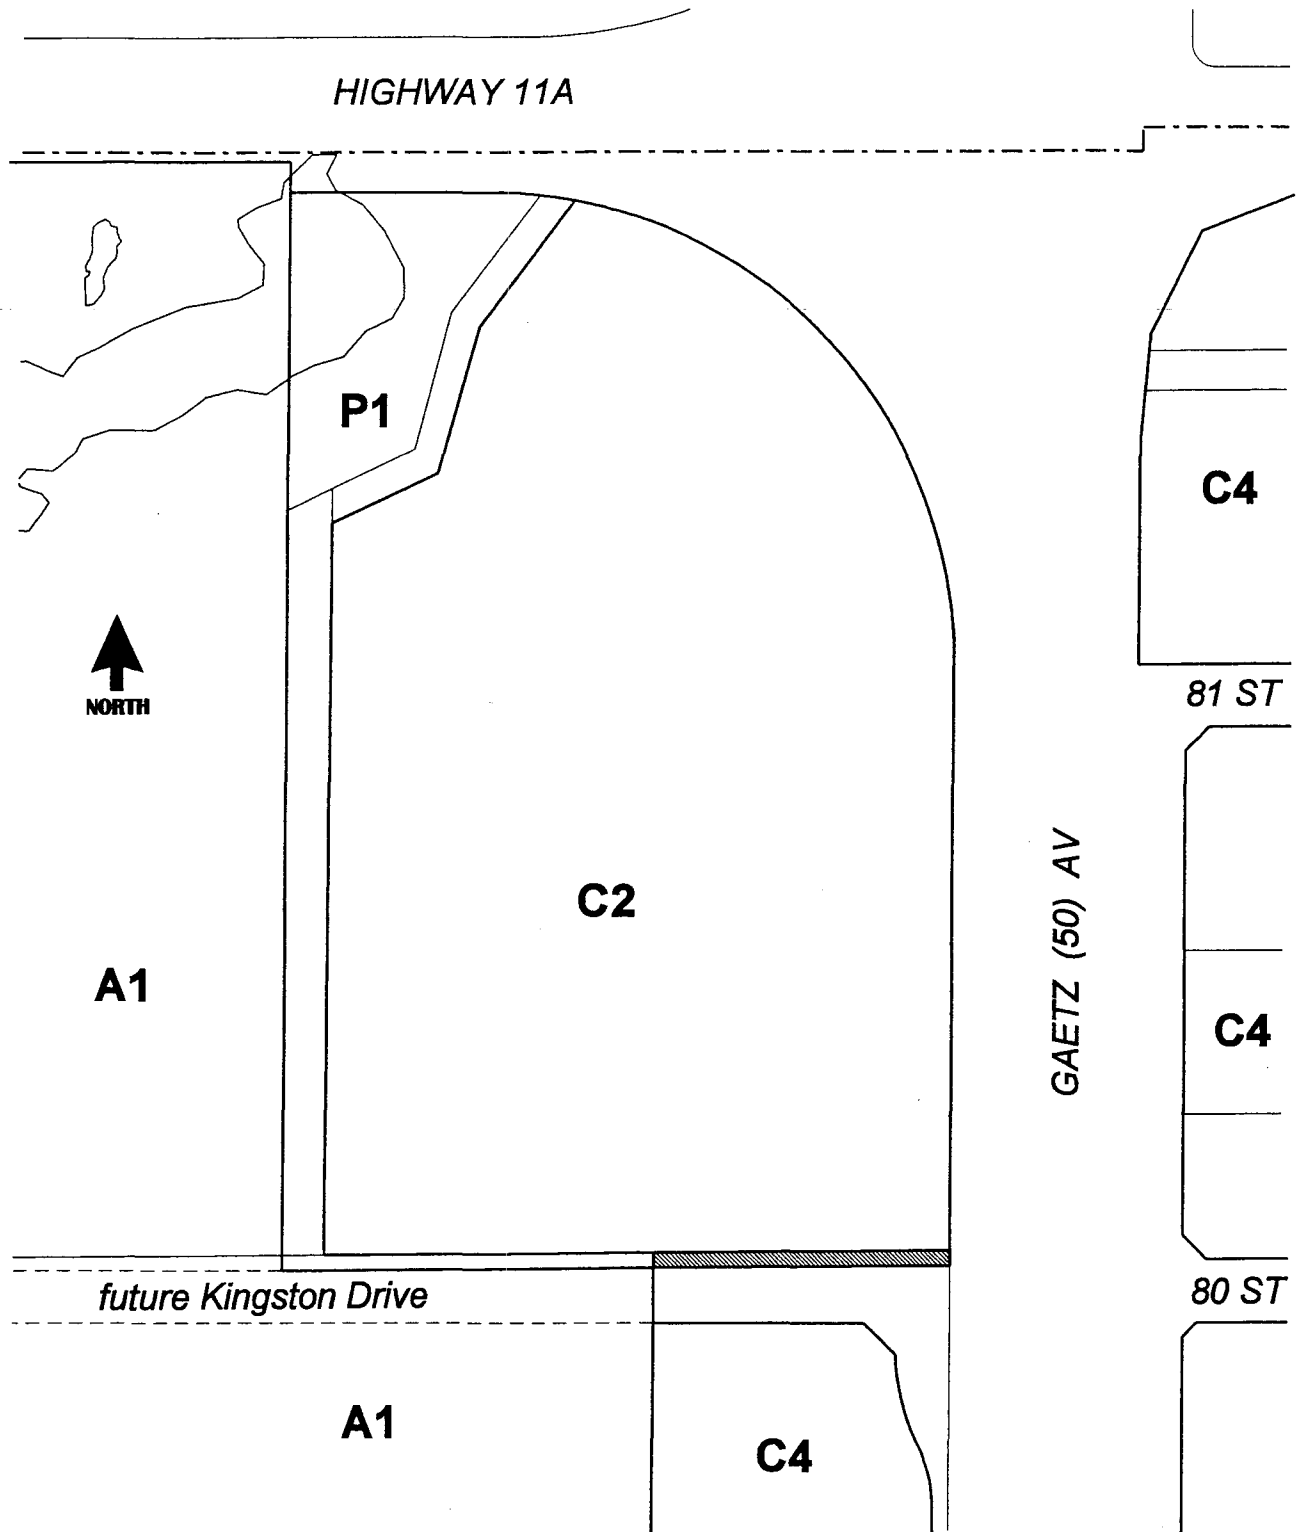 HIGHWAY 11A
P1
C4
NORTH
81 ST
C2
GAETZ (50) AV
A1
C4
future Kingston Drive
80 ST
A1
C4